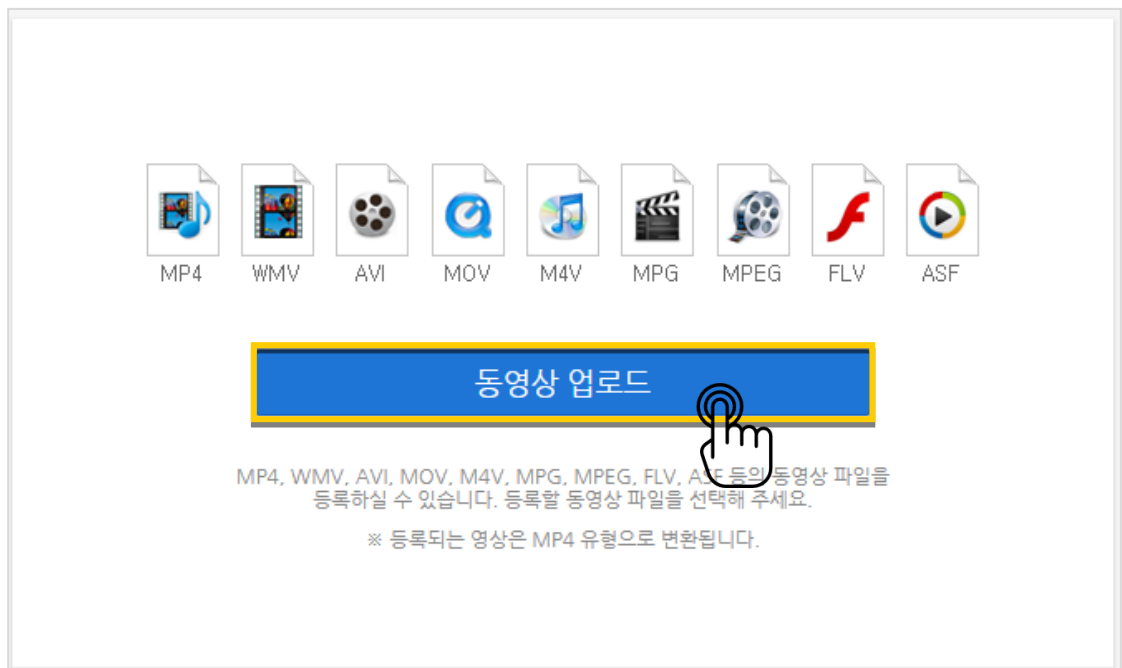 MP4 WMV AVI MOV M4V MPG MPEG FLV ASF
동영상 업로드
MP4, WMV, AVI, MOV, M4V, MPG, MPEG, FLV, ASF 등의 동영상 파일을
등록하실 수 있습니다. 등록할 동영상 파일을 선택해 주세요.
※ 등록되는 영상은 MP4 유형으로 변환됩니다.